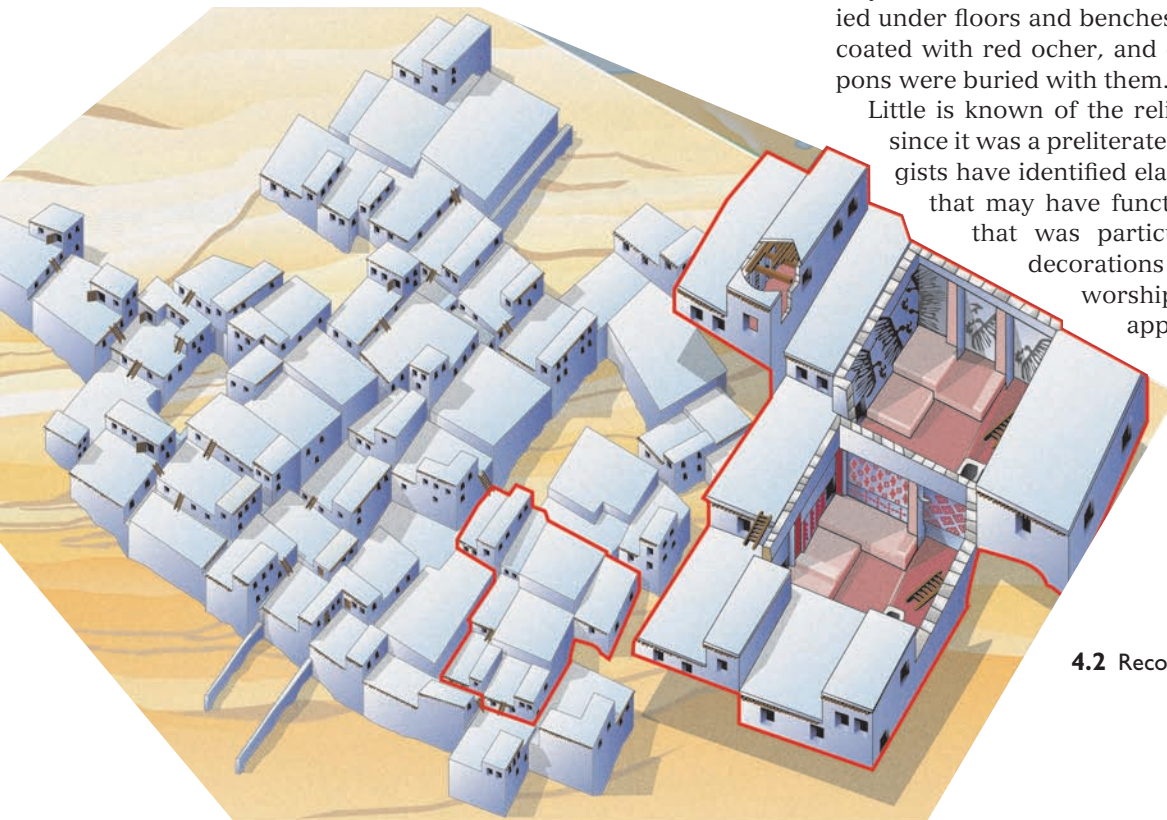 ied under floors and benches
coated with red ocher, and
pons were buried with them.
Little is known of the reli
since it was a preliterate
gists have identified ela
that may have funct
that was particu
decorations
worship
app
4.2 Reco